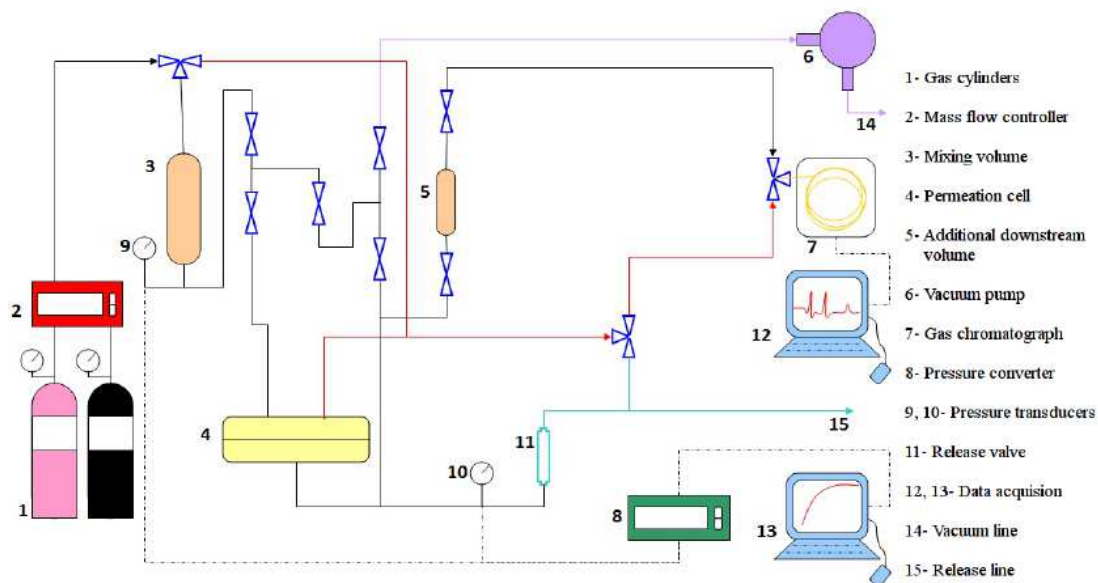 6
14
3
5
9
7
2
12
4
11
15
10
1
8
13
1- Gas cylinders
2- Mass flow controller
3- Mixing volume
4- Permeation cell
5- Additional downstream
volume
6- Vacuum pump
7- Gas chromatograph
8- Pressure converter
9, 10- Pressure transducers
11- Release valve
12, 13- Data acquision
14- Vacuum line
15- Release line